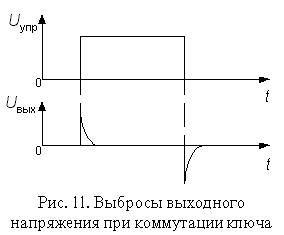 Uупр
0
t
Uвых
0
t
Рис. 11. Выбросы выходного
напряжения при коммутации ключа